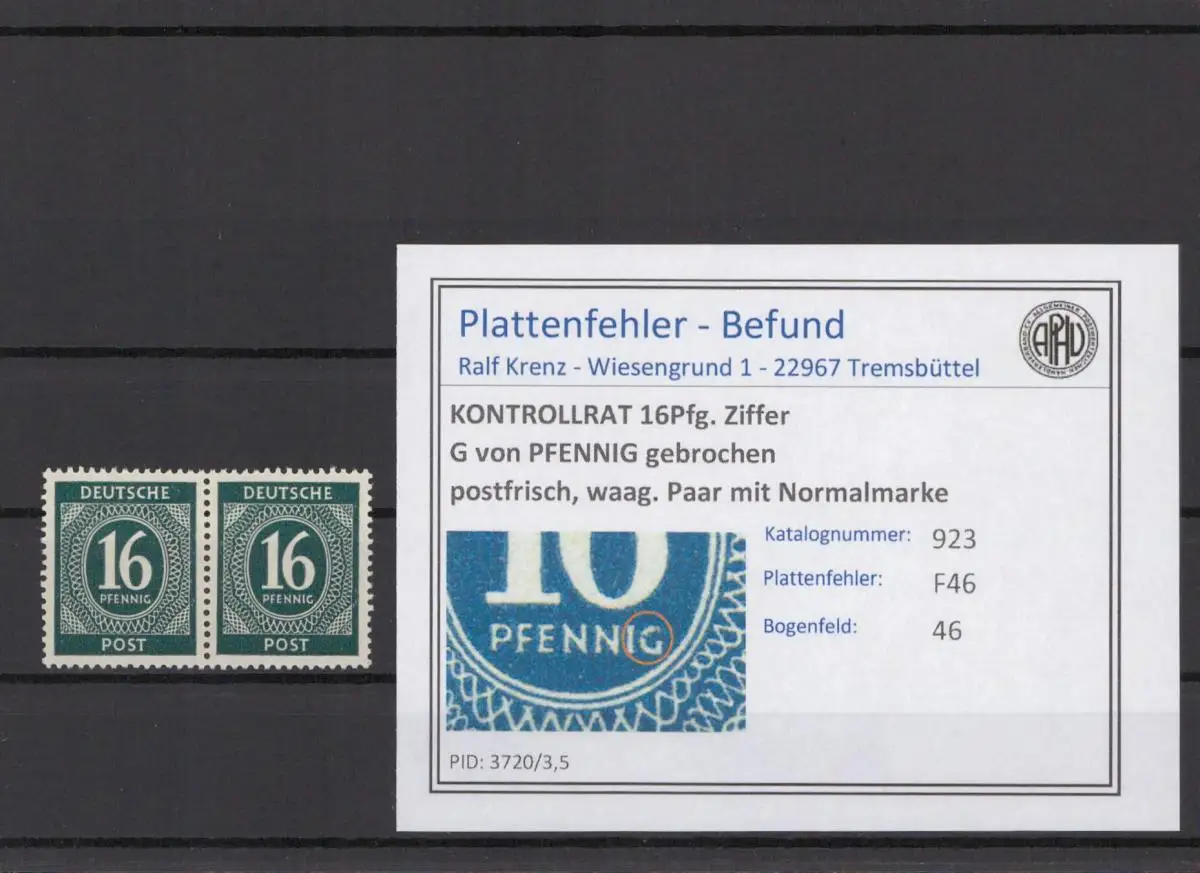 DEUTSCHE
16
PFENNIG
POST
DEUTSCHE
16
PFENNIG
POST
Plattenfehler - Befund
Ralf Krenz - Wiesengrund 1 - 22967 Tremsbüttel
APHV
KONTROLLRAT 16Pfg. Ziffer
G von PFENNIG gebrochen
postfrisch, waag. Paar mit Normalmarke
PFENNIG
Katalognummer: 923
Plattenfehler: F46
Bogenfeld: 46
PID: 3720/3,5